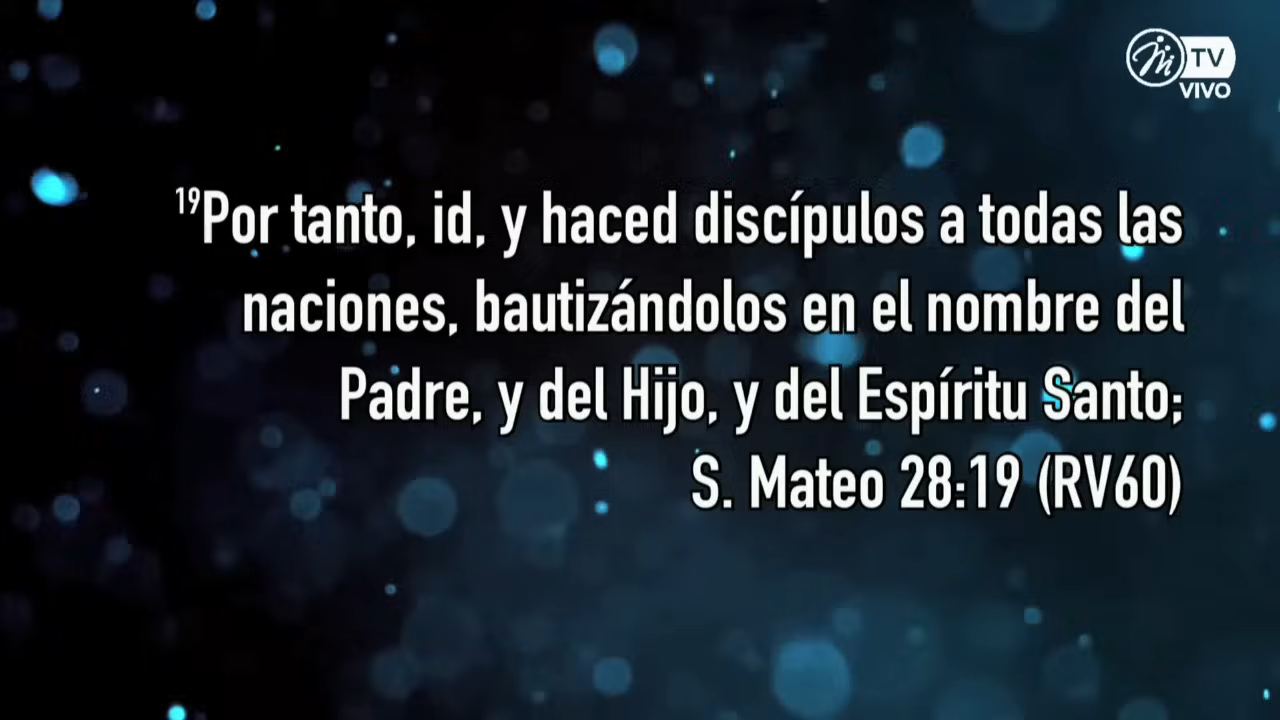 TV
VIVO
¹⁹Por tanto, id, y haced discípulos a todas las
naciones, bautizándolos en el nombre del
Padre, y del Hijo, y del Espíritu Santo;
S. Mateo 28:19 (RV60)